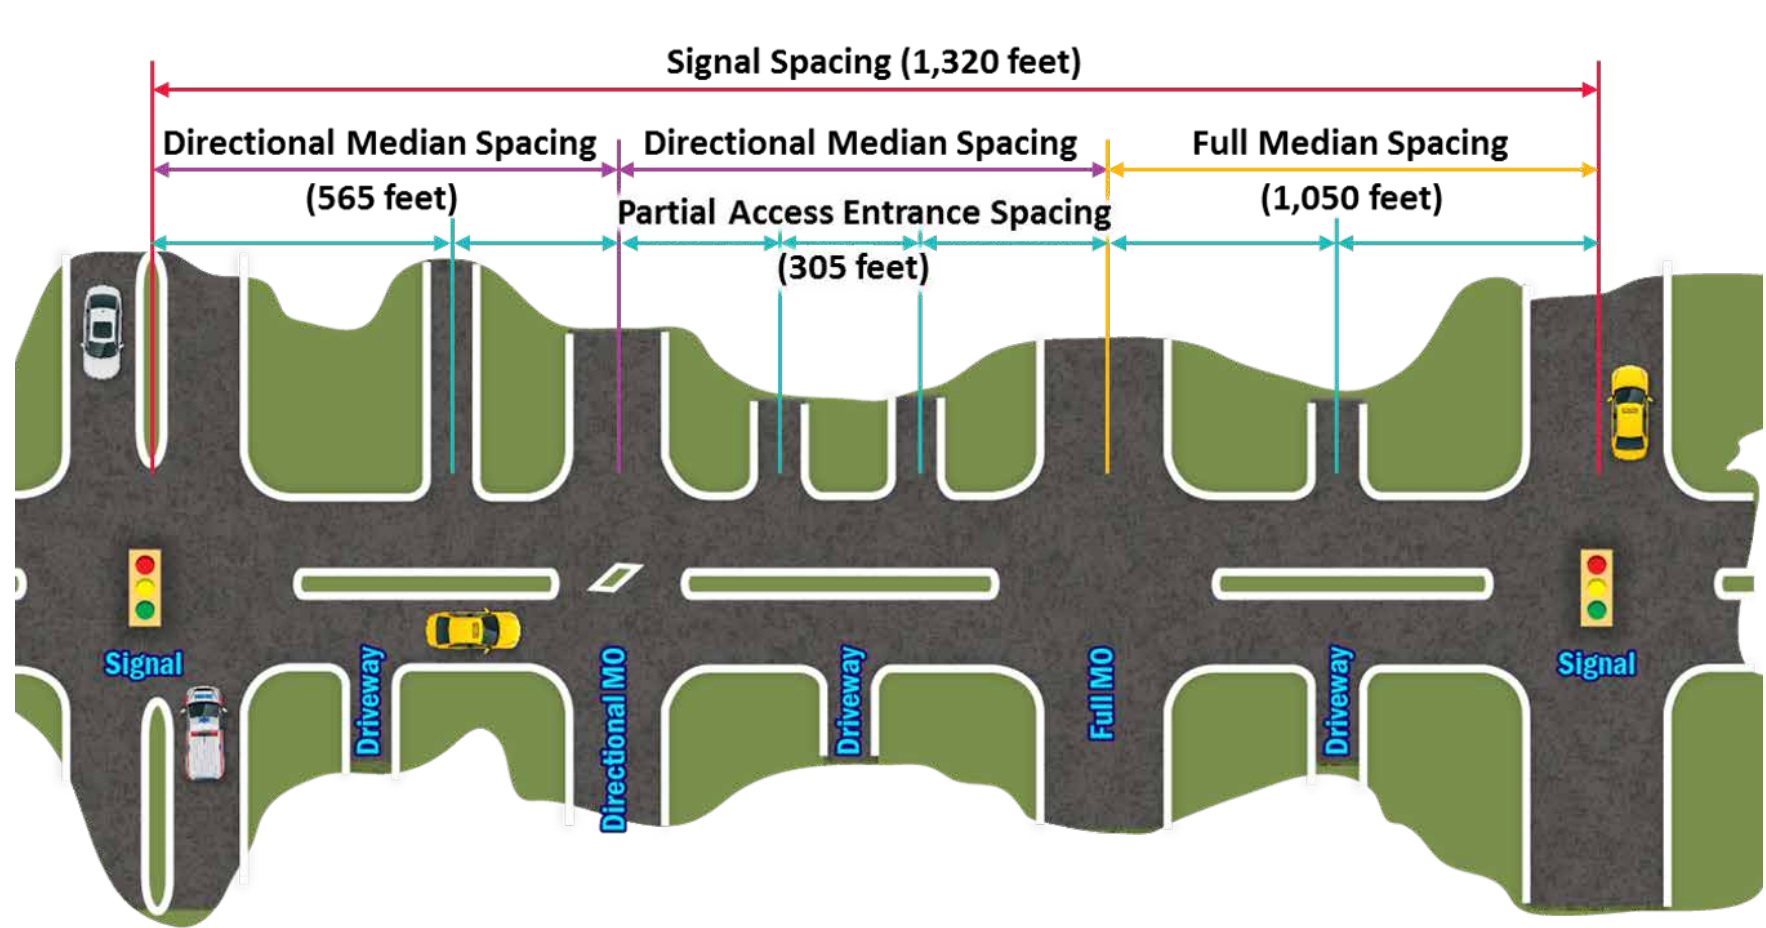 Signal Spacing (1,320 feet)
Directional Median Spacing
Directional Median Spacing
Full Median Spacing
(565 feet)
Partial Access Entrance Spacing
(1,050 feet)
(305 feet)
Signal
Driveway
Directional MO
Driveway
Full MO
Driveway
Signal